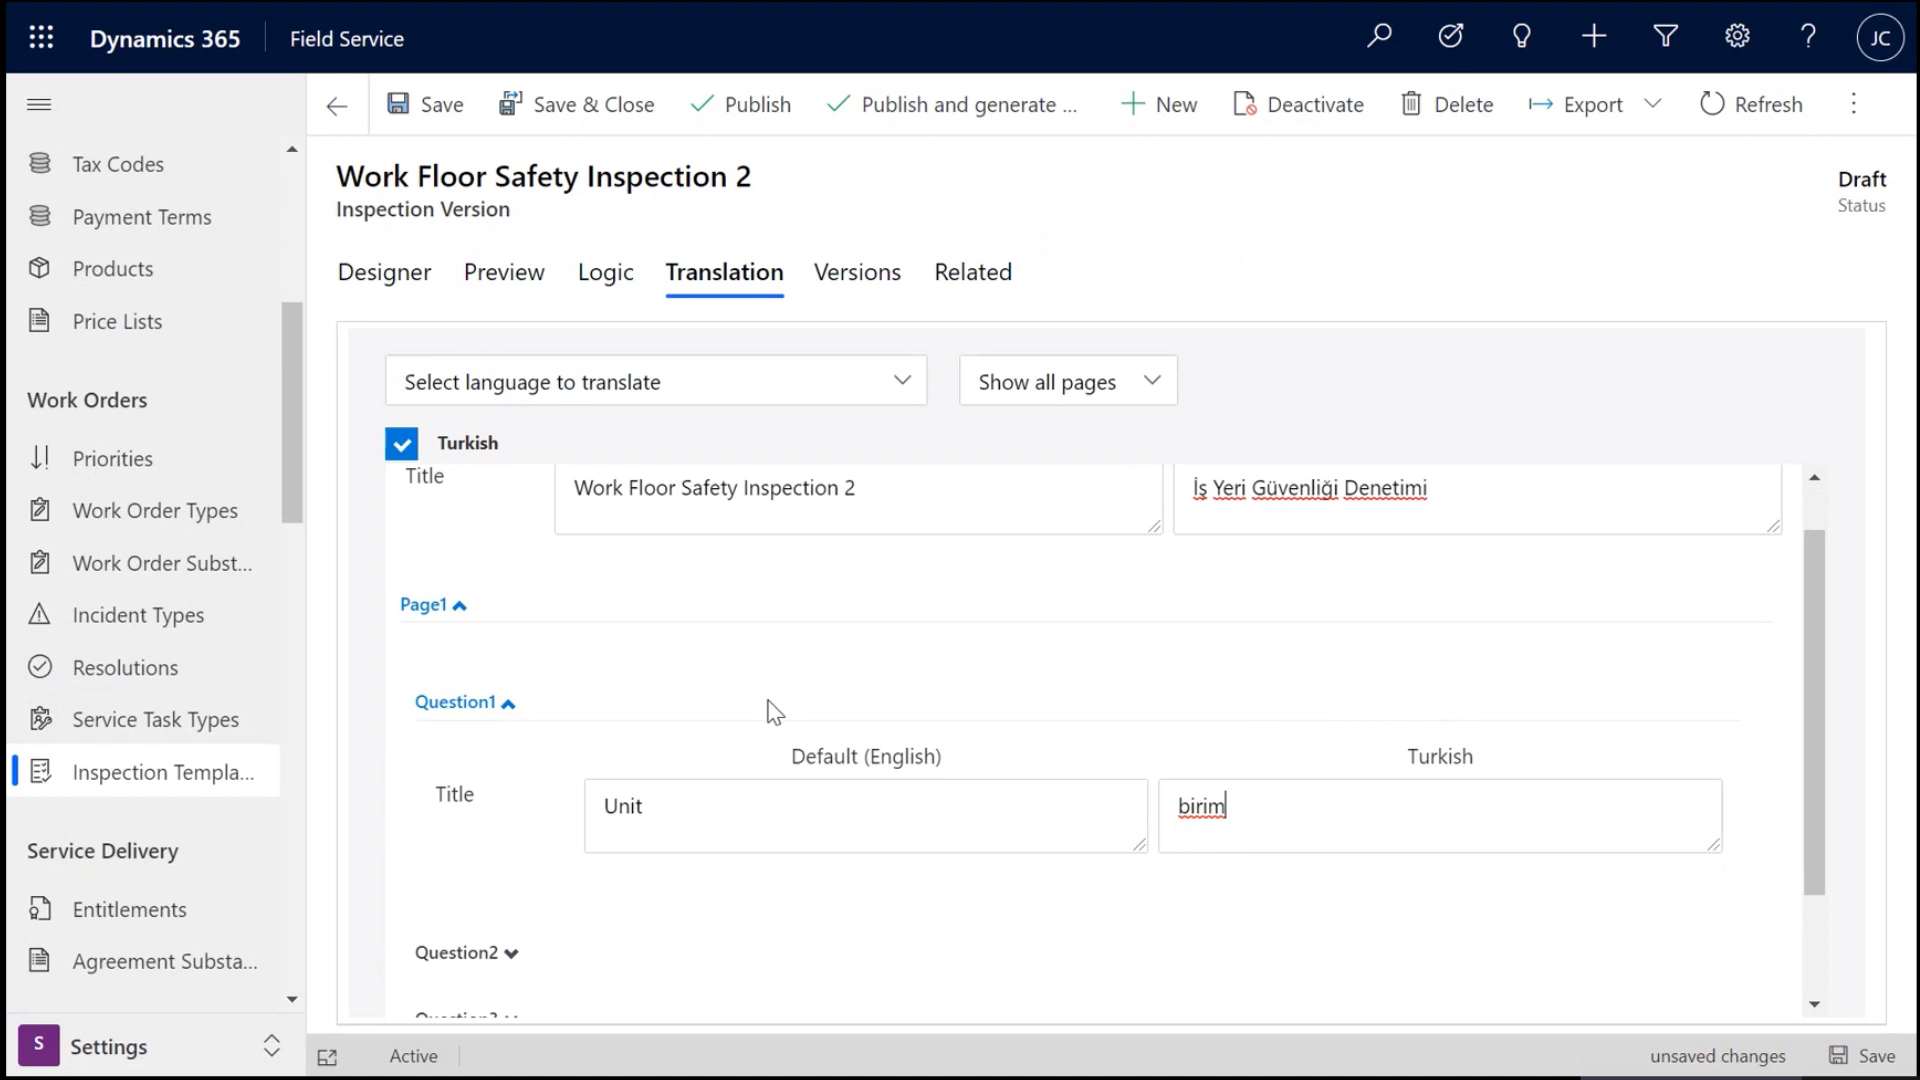 Dynamics 365
Field Service
JC
Save
Save & Close
Publish
Publish and generate ...
New
Deactivate
Delete
Export
Refresh
Tax Codes
Payment Terms
Products
Price Lists
Work Orders
Priorities
Work Order Types
Work Order Subst...
Incident Types
Resolutions
Service Task Types
Inspection Templa...
Service Delivery
Entitlements
Agreement Substa...
S
Settings
Work Floor Safety Inspection 2
Inspection Version
Draft
Status
Designer
Preview
Logic
Translation
Versions
Related
Select language to translate
Show all pages
Turkish
Title
Work Floor Safety Inspection 2
İş Yeri Güvenliği Denetimi
Page1
Question1
Default (English)
Turkish
Title
Unit
birim
Question2
Active
unsaved changes
Save